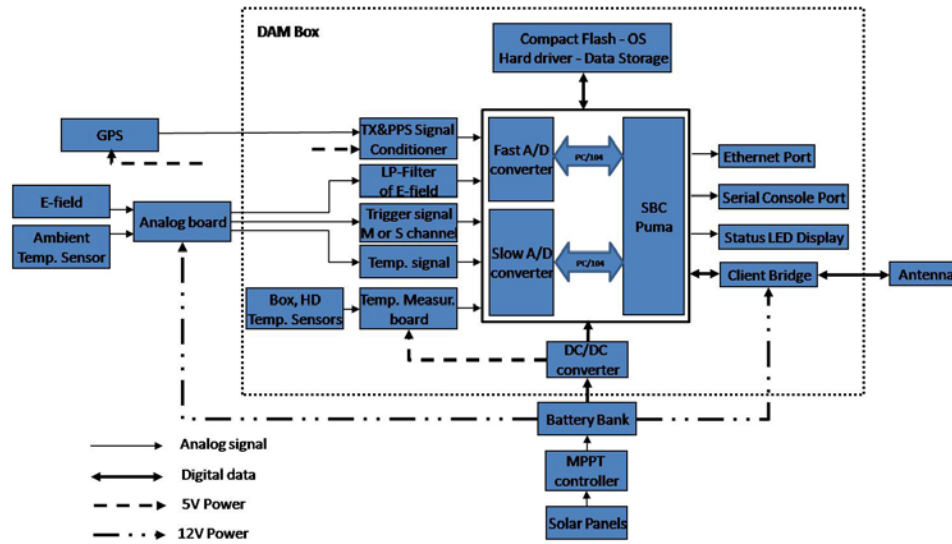 DAM Box
Compact Flash - OS
Hard driver - Data Storage
GPS
TX&PPS Signal
Conditioner
Fast A/D
converter
PC/104
SBC
Puma
Ethernet Port
LP-Filter
of E-field
E-field
Analog board
Serial Console Port
Trigger signal
M or S channel
Ambient
Temp. Sensor
Slow A/D
converter
PC/104
Status LED Display
Temp. signal
Client Bridge
Antenna
Box, HD
Temp. Sensors
Temp. Measur.
board
DC/DC
converter
Battery Bank
Analog signal
MPPT
controller
Digital data
5V Power
Solar Panels
12V Power